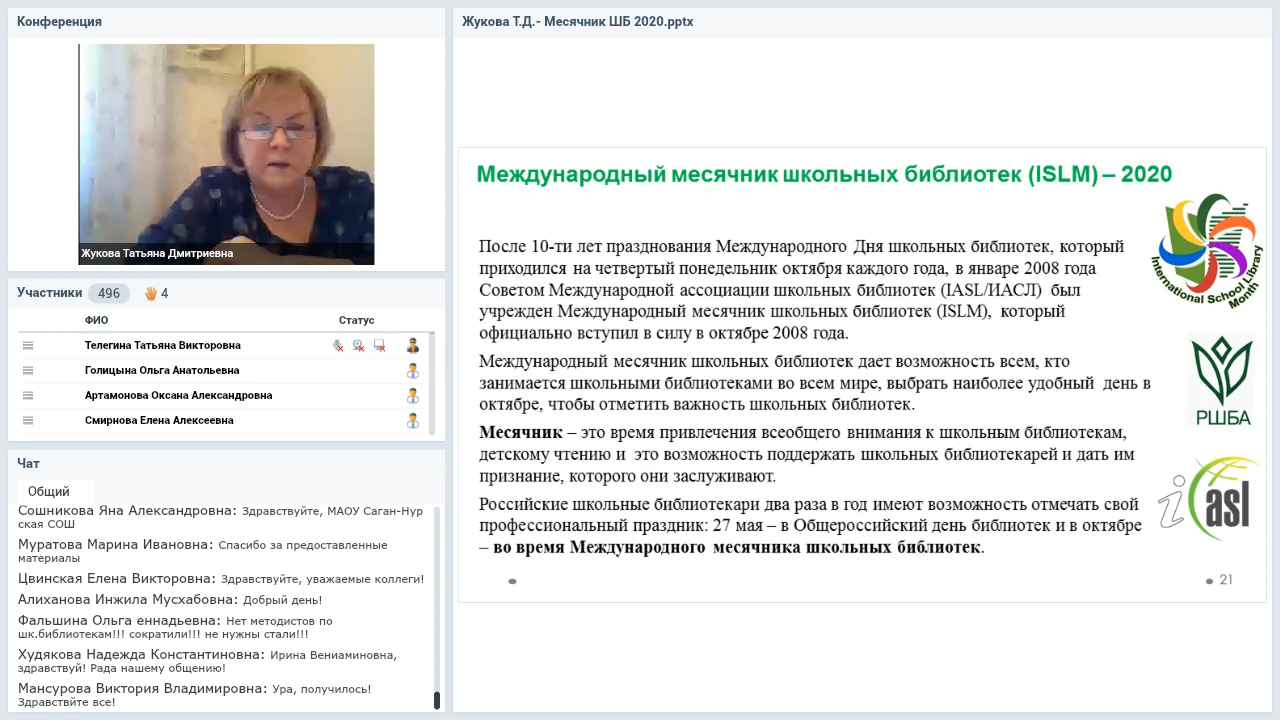 Конференция
Жукова Татьяна Дмитриевна
Участники 496 4
ФИО Статус
Телегина Татьяна Викторовна
Голицына Ольга Анатольевна
Артамонова Оксана Александровна
Смирнова Елена Алексеевна
Чат
Общий
Сошникова Яна Александровна: Здравствуйте, МАОУ Саган-Нур
ская СОШ
Муратова Марина Ивановна: Спасибо за предоставленные
материалы
Цвинская Елена Викторовна: Здравствуйте, уважаемые коллеги!
Алиханова Инжила Мусхабовна: Добрый день!
Фальшина Ольга еннадьевна: Нет методистов по
шк.библиотекам!!! сократили!!! не нужны стали!!!
Худякова Надежда Константиновна: Ирина Вениаминовна,
здравствуй! Рада нашему общению!
Мансурова Виктория Владимировна: Ура, получилось!
Здравствйте все!
Жукова Т.Д.- Месячник ШБ 2020.pptx
Международный месячник школьных библиотек (ISLM) – 2020
После 10-ти лет празднования Международного Дня школьных библиотек, который
приходился на четвертый понедельник октября каждого года, в январе 2008 года
Советом Международной ассоциации школьных библиотек (IASL/ИАСЛ) был
учрежден Международный месячник школьных библиотек (ISLM), который
официально вступил в силу в октябре 2008 года.
Международный месячник школьных библиотек дает возможность всем, кто
занимается школьными библиотеками во всем мире, выбрать наиболее удобный день в
октябре, чтобы отметить важность школьных библиотек.
Месячник – это время привлечения всеобщего внимания к школьным библиотекам,
детскому чтению и это возможность поддержать школьных библиотекарей и дать им
признание, которого они заслуживают.
Российские школьные библиотекари два раза в год имеют возможность отмечать свой
профессиональный праздник: 27 мая – в Общероссийский день библиотек и в октябре
– во время Международного месячника школьных библиотек.
International School Library
Month
РШБА
iasl
21